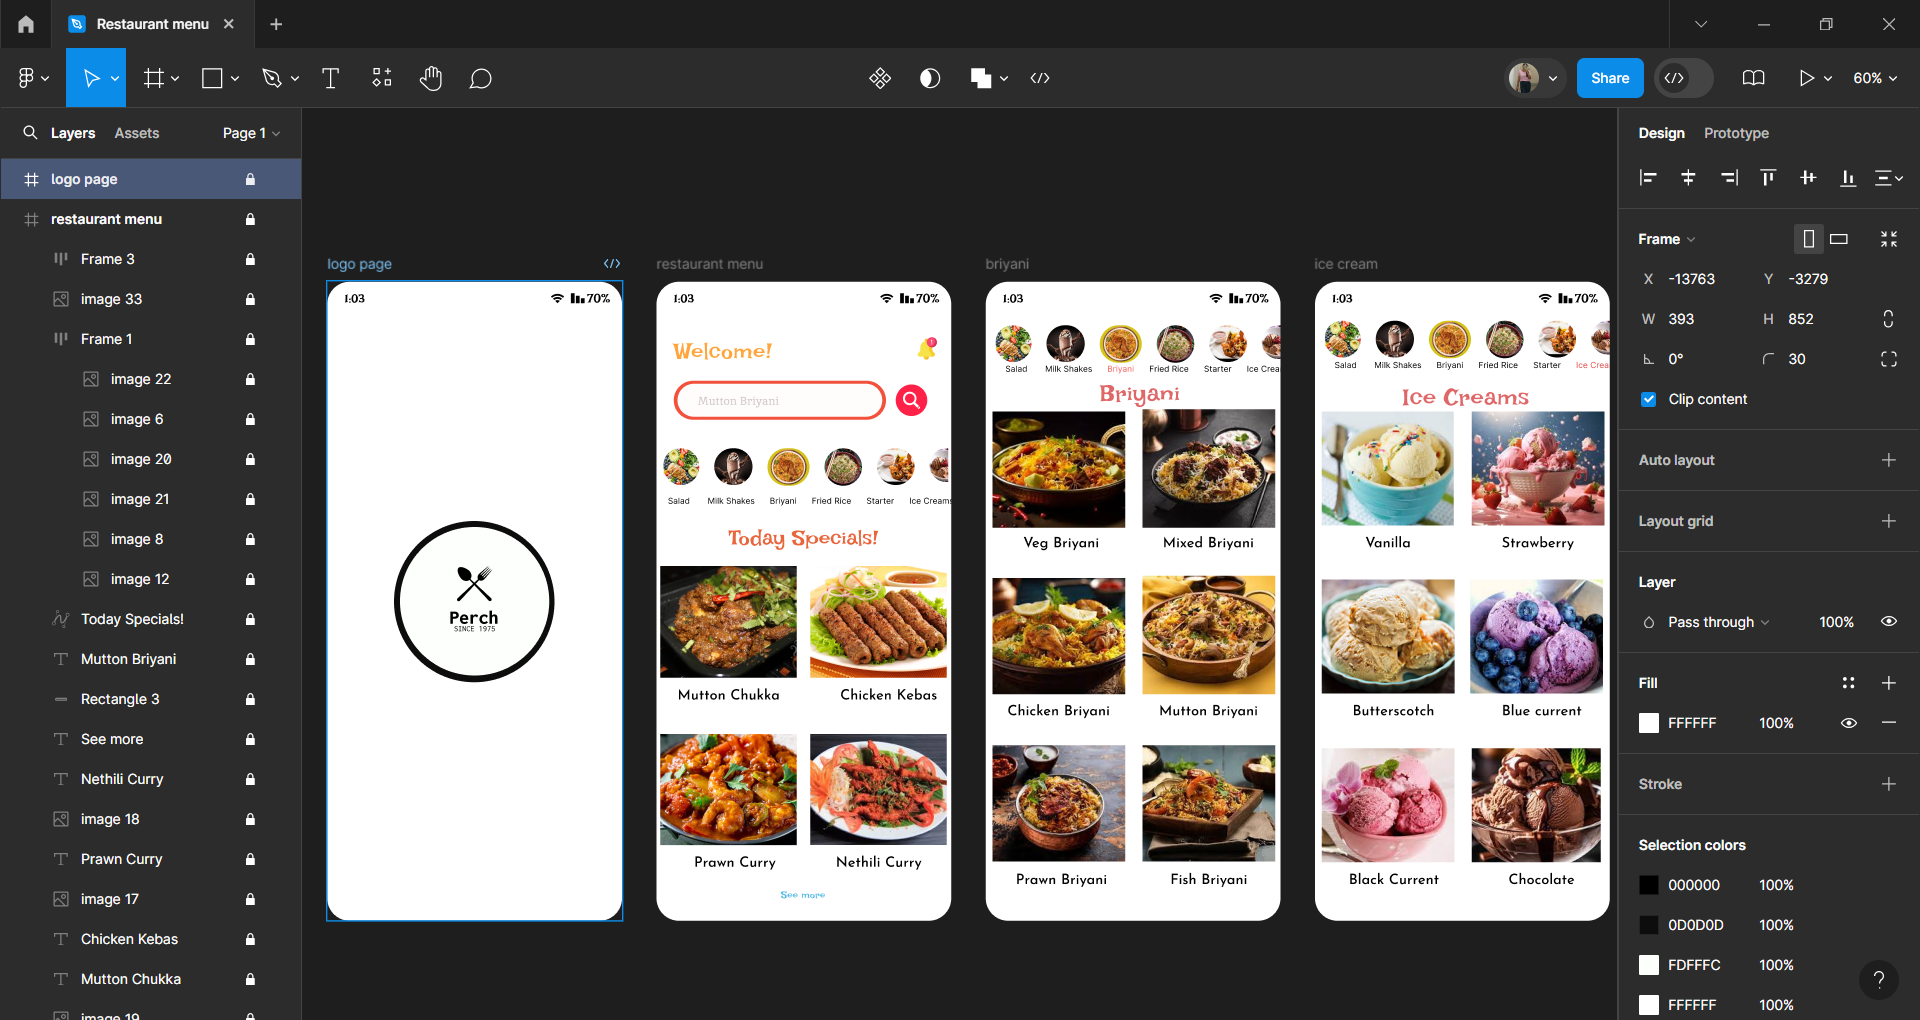 Restaurant menu
Share
60%
Layers Assets Page 1
logo page
restaurant menu
Frame 3
image 33
Frame 1
image 22
image 6
image 20
image 21
image 8
image 12
Today Specials!
Mutton Briyani
Rectangle 3
See more
Nethili Curry
image 18
Prawn Curry
image 17
Chicken Kebas
Mutton Chukka
image 19
logo page
1:03 70%
Perch
SINCE 1975
restaurant menu
1:03 70%
Welcome!
1
Mutton Briyani
Salad Milk Shakes Briyani Fried Rice Starter Ice Creams
Today Specials!
Mutton Chukka Chicken Kebas
Prawn Curry Nethili Curry
See more
briyani
1:03 70%
Salad Milk Shakes Briyani Fried Rice Starter Ice Crea
Briyani
Veg Briyani Mixed Briyani
Chicken Briyani Mutton Briyani
Prawn Briyani Fish Briyani
ice cream
1:03 70%
Salad Milk Shakes Briyani Fried Rice Starter Ice Crea
Ice Creams
Vanilla Strawberry
Butterscotch Blue current
Black Current Chocolate
Design Prototype
Frame
X -13763 Y -3279
W 393 H 852
0° 30
Clip content
Auto layout
Layout grid
Layer
Pass through 100%
Fill
FFFFFF 100%
Stroke
Selection colors
000000 100%
0D0D0D 100%
FDFFFC 100%
FFFFFF 100%
?